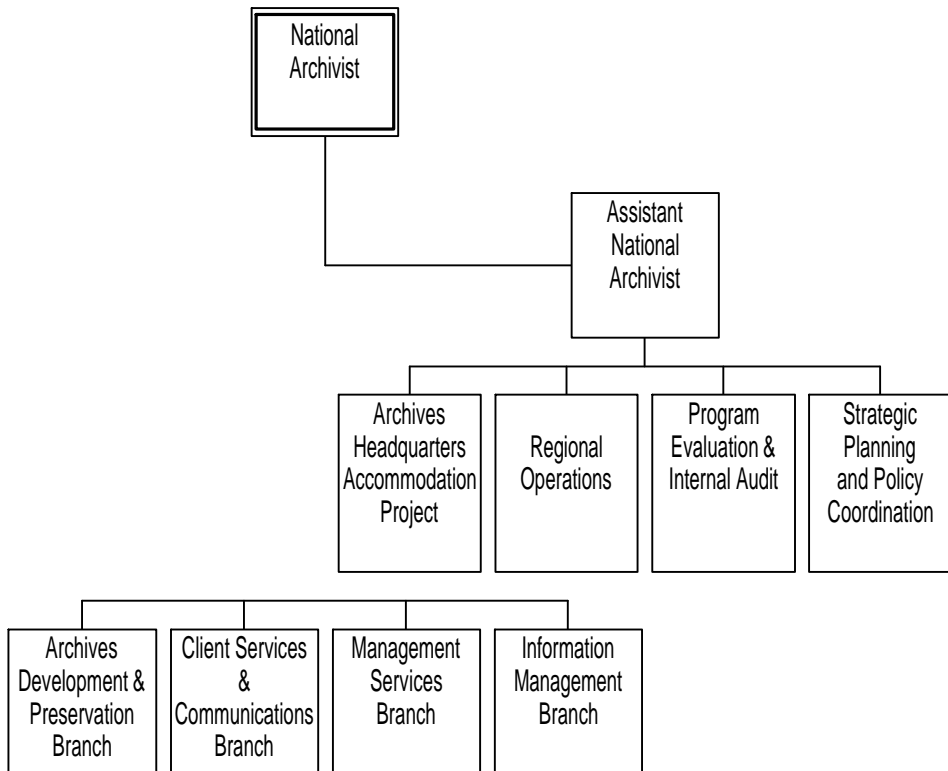 National
Archivist
Assistant
National
Archivist
Archives
Headquarters
Accommodation
Project
Regional
Operations
Program
Evaluation &
Internal Audit
Strategic
Planning
and Policy
Coordination
Archives
Development &
Preservation
Branch
Client Services
&
Communications
Branch
Management
Services
Branch
Information
Management
Branch